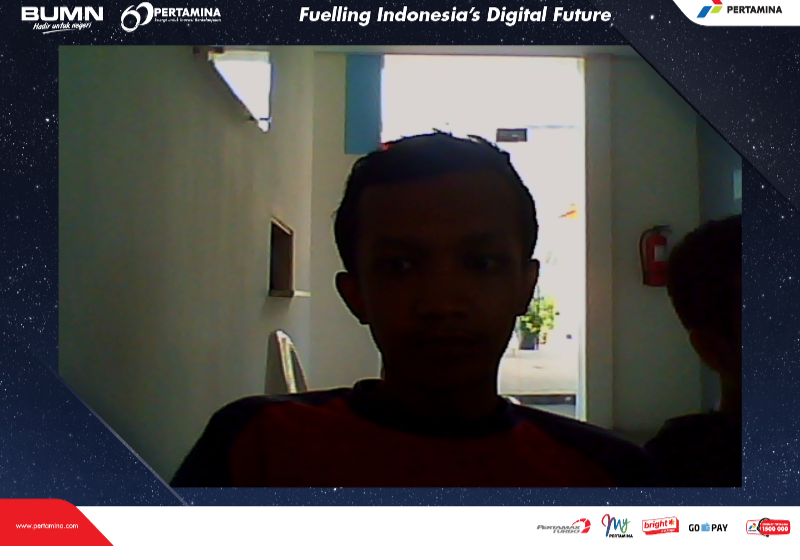 BUMN
Hadir untuk negeri
60 PERTAMINA
Fuelling Indonesia's Digital Future
PERTAMINA
www.pertamina.com
PERTAMAX
TURBO
My
PERTAMINA
bright
GO PAY
1500 000